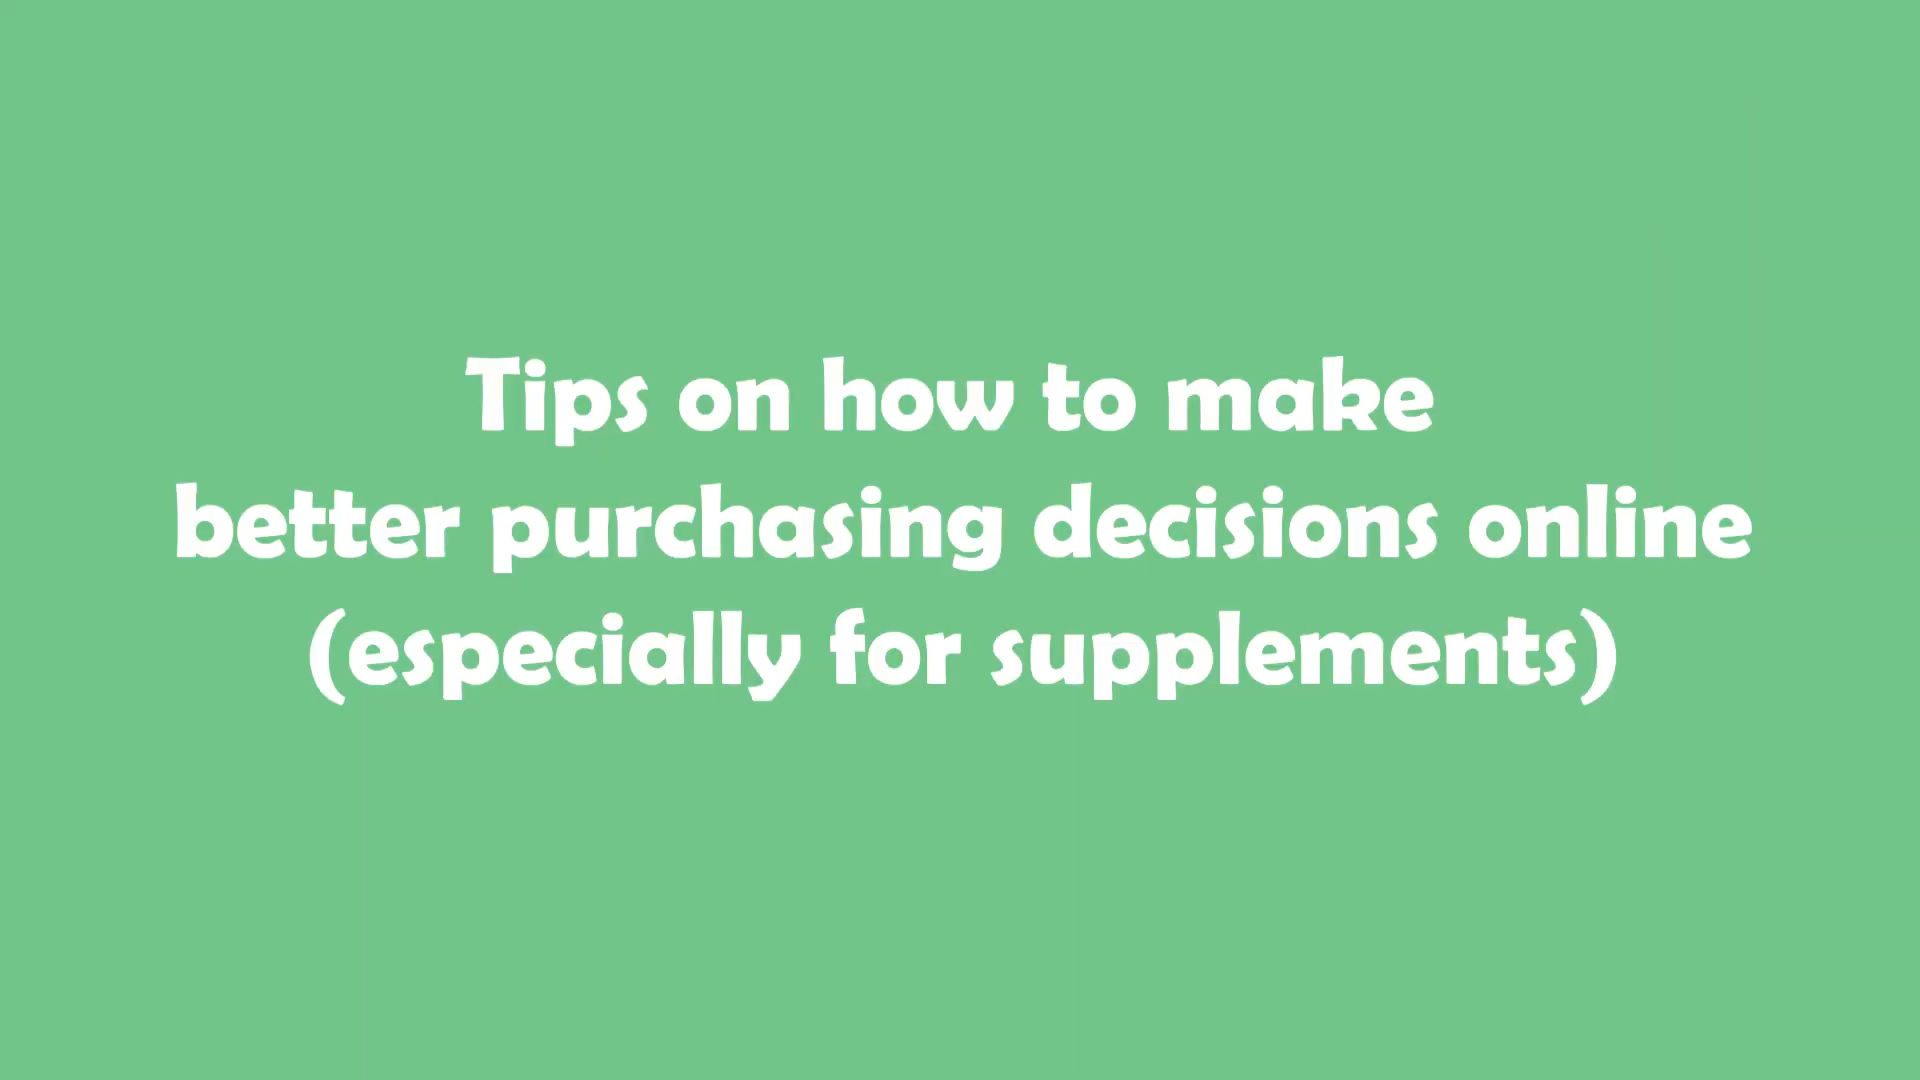 Tips on how to make
better purchasing decisions online
(especially for supplements)